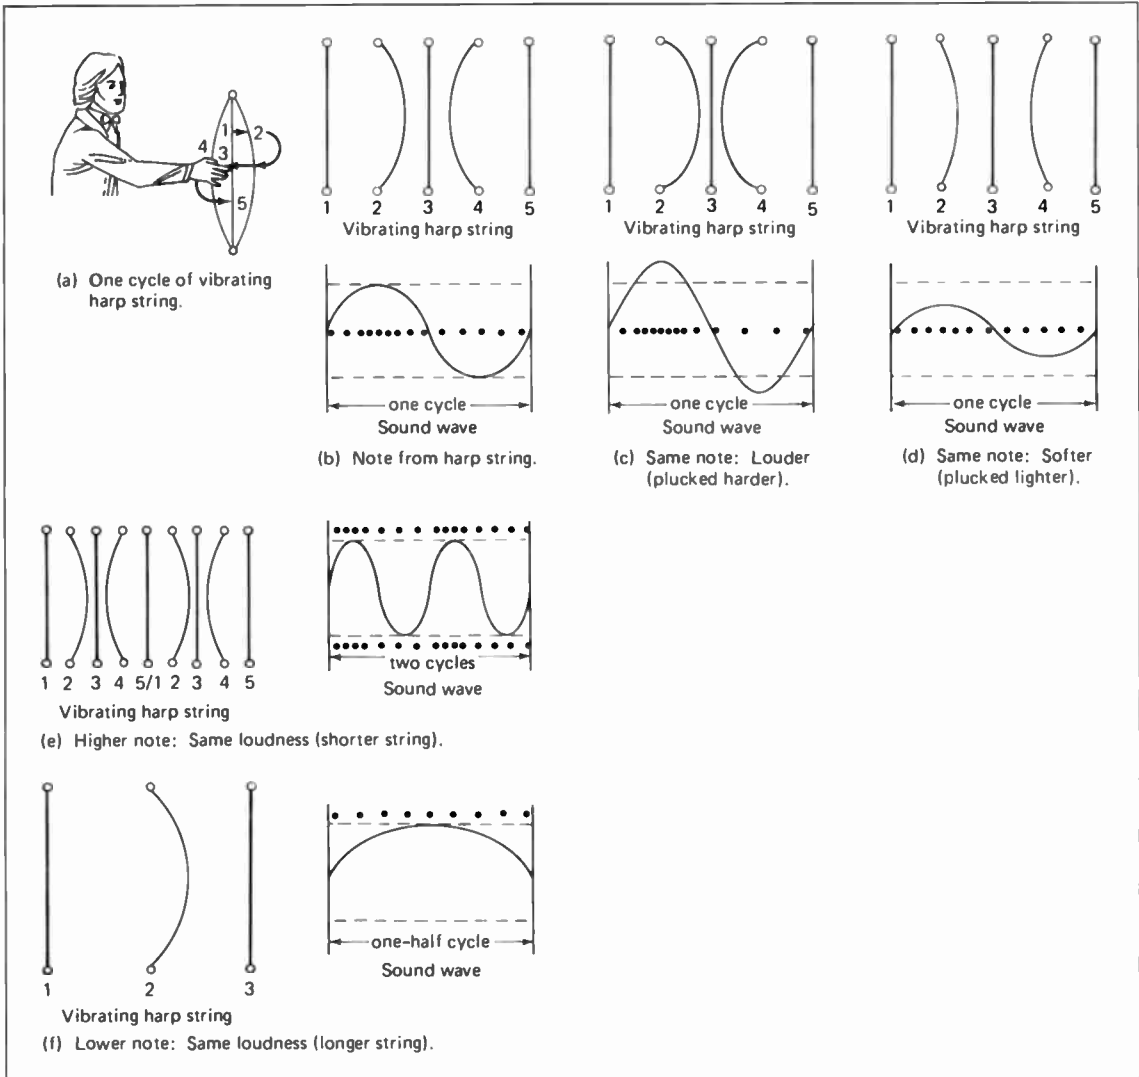 1 2
4 3
5
(a) One cycle of vibrating
harp string.
1 2 3 4 5
Vibrating harp string
one cycle
Sound wave
(b) Note from harp string.
1 2 3 4 5
Vibrating harp string
one cycle
Sound wave
(c) Same note: Louder
(plucked harder).
1 2 3 4 5
Vibrating harp string
one cycle
Sound wave
(d) Same note: Softer
(plucked lighter).
1 2 3 4 5/1 2 3 4 5
Vibrating harp string
two cycles
Sound wave
(e) Higher note: Same loudness (shorter string).
1 2 3
Vibrating harp string
one-half cycle
Sound wave
(f) Lower note: Same loudness (longer string).